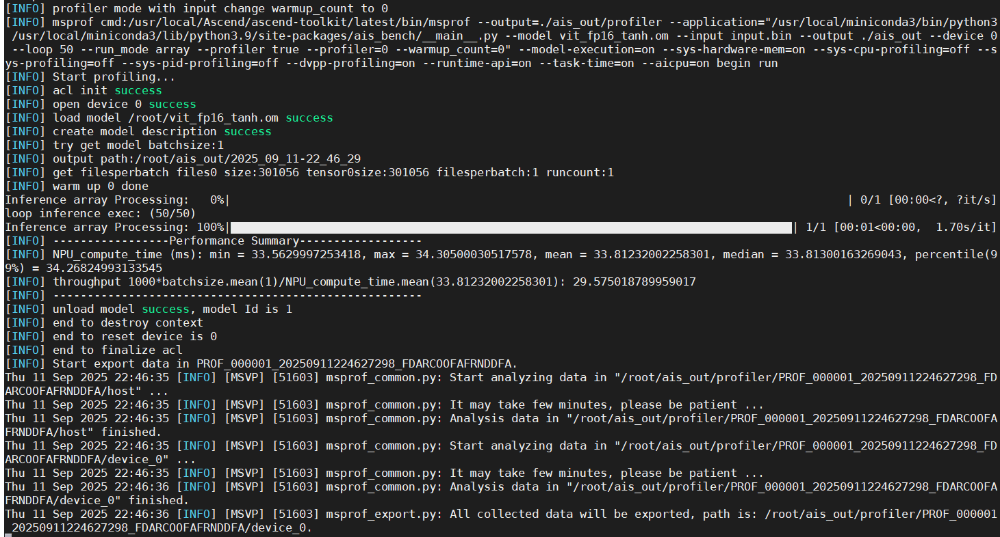 [INFO] profiler mode with input change warmup_count to 0
[INFO] msprof cmd:/usr/local/Ascend/ascend-toolkit/latest/bin/msprof --output=./ais_out/profiler --application="/usr/local/miniconda3/bin/python3
/usr/local/miniconda3/lib/python3.9/site-packages/ais_bench/__main__.py --model vit_fp16_tanh.om --input input.bin --output ./ais_out --device 0
--loop 50 --run_mode array --profiler true --profiler=0 --warmup_count=0" --model-execution=on --sys-hardware-mem=on --sys-cpu-profiling=off --s
ys-profiling=off --sys-pid-profiling=off --dvpp-profiling=on --runtime-api=on --task-time=on --aicpu=on begin run
[INFO] Start profiling...
[INFO] acl init success
[INFO] open device 0 success
[INFO] load model /root/vit_fp16_tanh.om success
[INFO] create model description success
[INFO] try get model batchsize:1
[INFO] output path:/root/ais_out/2025_09_11-22_46_29
[INFO] get filesperbatch files0 size:301056 tensor0size:301056 filesperbatch:1 runcount:1
[INFO] warm up 0 done
Inference array Processing:   0%|          | 0/1 [00:00<?, ?it/s]
loop inference exec: (50/50)
Inference array Processing: 100%|          | 1/1 [00:01<00:00,  1.70s/it]
[INFO] -----------------Performance Summary------------------
[INFO] NPU_compute_time (ms): min = 33.5629997253418, max = 34.30500030517578, mean = 33.81232002258301, median = 33.81300163269043, percentile(9
9%) = 34.26824993133545
[INFO] throughput 1000*batchsize.mean(1)/NPU_compute_time.mean(33.81232002258301): 29.575018789959017
[INFO] ------------------------------------------------------
[INFO] unload model success, model Id is 1
[INFO] end to destroy context
[INFO] end to reset device is 0
[INFO] end to finalize acl
[INFO] Start export data in PROF_000001_20250911224627298_FDARCOOFAFRNDDFA.
Thu 11 Sep 2025 22:46:35 [INFO] [MSVP] [51603] msprof_common.py: Start analyzing data in "/root/ais_out/profiler/PROF_000001_20250911224627298_FD
ARCOOFAFRNDDFA/host" ...
Thu 11 Sep 2025 22:46:35 [INFO] [MSVP] [51603] msprof_common.py: It may take few minutes, please be patient ...
Thu 11 Sep 2025 22:46:35 [INFO] [MSVP] [51603] msprof_common.py: Analysis data in "/root/ais_out/profiler/PROF_000001_20250911224627298_FDARCOOFA
FRNDDFA/host" finished.
Thu 11 Sep 2025 22:46:35 [INFO] [MSVP] [51603] msprof_common.py: Start analyzing data in "/root/ais_out/profiler/PROF_000001_20250911224627298_FD
ARCOOFAFRNDDFA/device_0" ...
Thu 11 Sep 2025 22:46:35 [INFO] [MSVP] [51603] msprof_common.py: It may take few minutes, please be patient ...
Thu 11 Sep 2025 22:46:36 [INFO] [MSVP] [51603] msprof_common.py: Analysis data in "/root/ais_out/profiler/PROF_000001_20250911224627298_FDARCOOFA
FRNDDFA/device_0" finished.
Thu 11 Sep 2025 22:46:36 [INFO] [MSVP] [51603] msprof_export.py: All collected data will be exported, path is: /root/ais_out/profiler/PROF_000001
_20250911224627298_FDARCOOFAFRNDDFA/device_0.